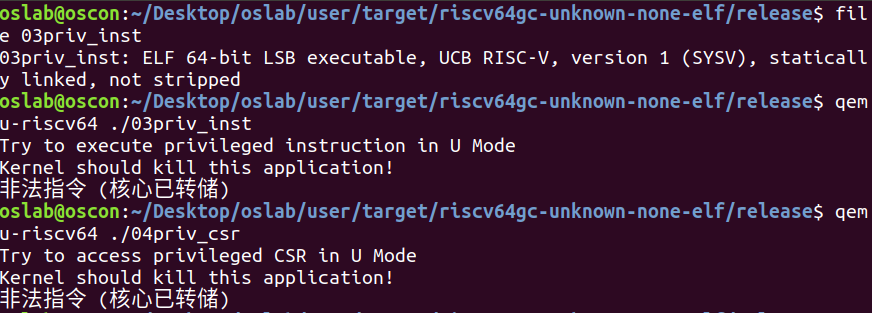 oslab@oscon:~/Desktop/oslab/user/target/riscv64gc-unknown-none-elf/release$ fil
e 03priv_inst
03priv_inst: ELF 64-bit LSB executable, UCB RISC-V, version 1 (SYSV), staticall
y linked, not stripped
oslab@oscon:~/Desktop/oslab/user/target/riscv64gc-unknown-none-elf/release$ qem
u-riscv64 ./03priv_inst
Try to execute privileged instruction in U Mode
Kernel should kill this application!
非法指令 (核心已转储)
oslab@oscon:~/Desktop/oslab/user/target/riscv64gc-unknown-none-elf/release$ qem
u-riscv64 ./04priv_csr
Try to access privileged CSR in U Mode
Kernel should kill this application!
非法指令 (核心已转储)